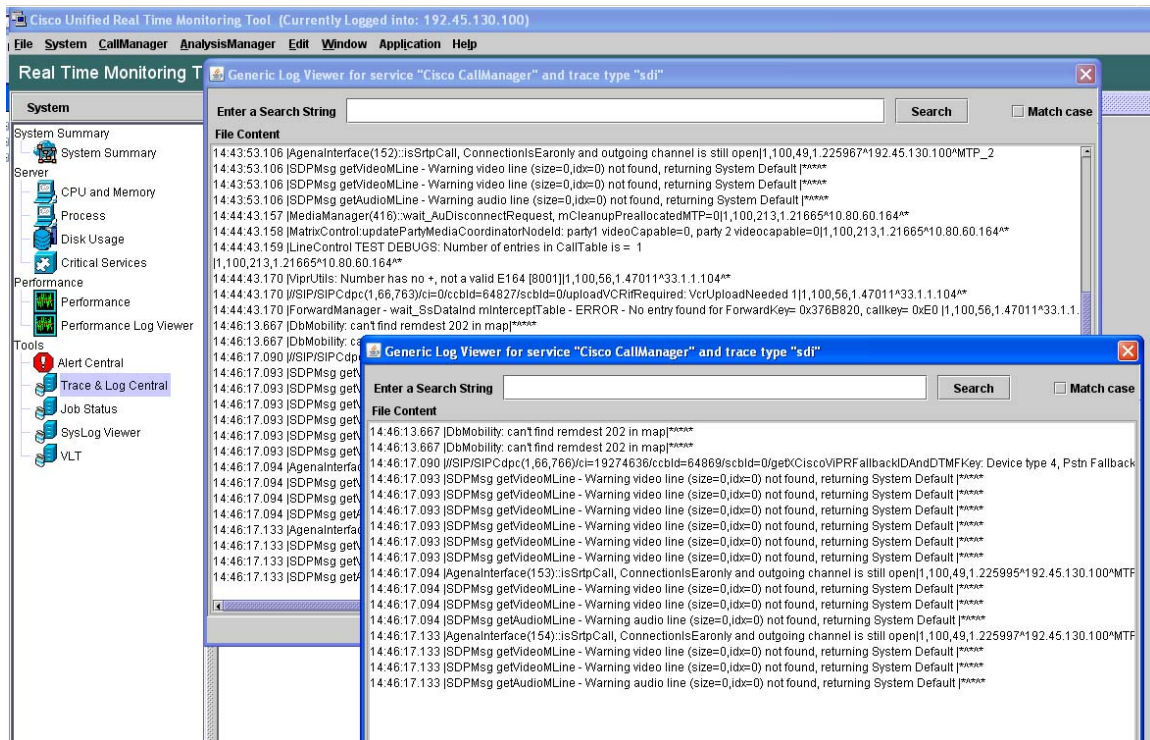 Cisco Unified Real Time Monitoring Tool (Currently Logged into: 192.45.130.100)
File System CallManager AnalysisManager Edit Window Application Help
Real Time Monitoring T
System
System Summary
System Summary
Server
CPU and Memory
Process
Disk Usage
Critical Services
Performance
Performance
Performance Log Viewer
Tools
Alert Central
Trace & Log Central
Job Status
SysLog Viewer
VLT
Generic Log Viewer for service "Cisco CallManager" and trace type "sdi"
Enter a Search String Search Match case
File Content
14:43:53.106 |AgenaInterface(152)::isSrtpCall, ConnectionIsEaronly and outgoing channel is still open|1,100,49,1.225967^192.45.130.100^MTP_2
14:43:53.106 |SDPMsg getVideoMLine - Warning video line (size=0,idx=0) not found, returning System Default |*^*^*
14:43:53.106 |SDPMsg getVideoMLine - Warning video line (size=0,idx=0) not found, returning System Default |*^*^*
14:43:53.106 |SDPMsg getAudioMLine - Warning audio line (size=0,idx=0) not found, returning System Default |*^*^*
14:44:43.157 |MediaManager(416)::wait_AuDisconnectRequest, mCleanupPreallocatedMTP=0|1,100,213,1.21665^10.80.60.164^*
14:44:43.158 |MatrixControl:updatePartyMediaCoordinatorNodeId: party1 videoCapable=0, party 2 videocapable=0|1,100,213,1.21665^10.80.60.164^*
14:44:43.159 |LineControl TEST DEBUGS: Number of entries in CallTable is = 1
|1,100,213,1.21665^10.80.60.164^*
14:44:43.170 |ViprUtils: Number has no +, not a valid E164 [8001]|1,100,56,1.47011^33.1.1.104^*
14:44:43.170 |//SIP/SIPCdpc(1,66,763)/ci=0/ccbId=64827/scbId=0/uploadVCRifRequired: VcrUploadNeeded 1|1,100,56,1.47011^33.1.1.104^*
14:44:43.170 |ForwardManager - wait_SsDataInd mInterceptTable - ERROR - No entry found for ForwardKey= 0x376B820, callkey= 0xE0 |1,100,56,1.47011^33.1.1.
14:46:13.667 |DbMobility: can't find remdest 202 in map|*^*^*
14:46:13.667 |DbMobility: ca
14:46:17.090 |//SIP/SIPCdp
14:46:17.093 |SDPMsg get
14:46:17.093 |SDPMsg get
14:46:17.093 |SDPMsg get
14:46:17.093 |SDPMsg get
14:46:17.093 |SDPMsg get
14:46:17.093 |SDPMsg get
14:46:17.094 |AgenaInterfac
14:46:17.094 |SDPMsg get
14:46:17.094 |SDPMsg get
14:46:17.094 |SDPMsg get
14:46:17.133 |AgenaInterfac
14:46:17.133 |SDPMsg get
14:46:17.133 |SDPMsg get
14:46:17.133 |SDPMsg get
Generic Log Viewer for service "Cisco CallManager" and trace type "sdi"
Enter a Search String Search Match case
File Content
14:46:13.667 |DbMobility: can't find remdest 202 in map|*^*^*
14:46:13.667 |DbMobility: can't find remdest 202 in map|*^*^*
14:46:17.090 |//SIP/SIPCdpc(1,66,766)/ci=19274636/ccbId=64869/scbId=0/getXCiscoViPRFallbackIDAndDTMFKey: Device type 4, Pstn Fallback
14:46:17.093 |SDPMsg getVideoMLine - Warning video line (size=0,idx=0) not found, returning System Default |*^*^*
14:46:17.093 |SDPMsg getVideoMLine - Warning video line (size=0,idx=0) not found, returning System Default |*^*^*
14:46:17.093 |SDPMsg getVideoMLine - Warning video line (size=0,idx=0) not found, returning System Default |*^*^*
14:46:17.093 |SDPMsg getVideoMLine - Warning video line (size=0,idx=0) not found, returning System Default |*^*^*
14:46:17.093 |SDPMsg getVideoMLine - Warning video line (size=0,idx=0) not found, returning System Default |*^*^*
14:46:17.093 |SDPMsg getVideoMLine - Warning video line (size=0,idx=0) not found, returning System Default |*^*^*
14:46:17.094 |AgenaInterface(153)::isSrtpCall, ConnectionIsEaronly and outgoing channel is still open|1,100,49,1.225995^192.45.130.100^MTF
14:46:17.094 |SDPMsg getVideoMLine - Warning video line (size=0,idx=0) not found, returning System Default |*^*^*
14:46:17.094 |SDPMsg getVideoMLine - Warning video line (size=0,idx=0) not found, returning System Default |*^*^*
14:46:17.094 |SDPMsg getAudioMLine - Warning audio line (size=0,idx=0) not found, returning System Default |*^*^*
14:46:17.133 |AgenaInterface(154)::isSrtpCall, ConnectionIsEaronly and outgoing channel is still open|1,100,49,1.225997^192.45.130.100^MTF
14:46:17.133 |SDPMsg getVideoMLine - Warning video line (size=0,idx=0) not found, returning System Default |*^*^*
14:46:17.133 |SDPMsg getVideoMLine - Warning video line (size=0,idx=0) not found, returning System Default |*^*^*
14:46:17.133 |SDPMsg getAudioMLine - Warning audio line (size=0,idx=0) not found, returning System Default |*^*^*